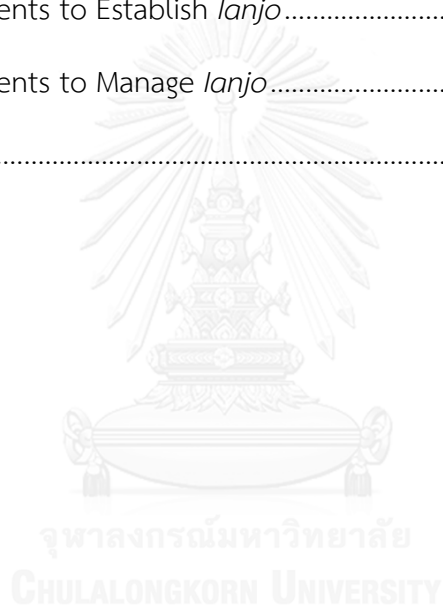 ents to Establish lanjo.....................
ents to Manage lanjo........................
............................................................................
จุฬาลงกรณ์มหาวิทยาลัย
CHULALONGKORN UNIVERSITY